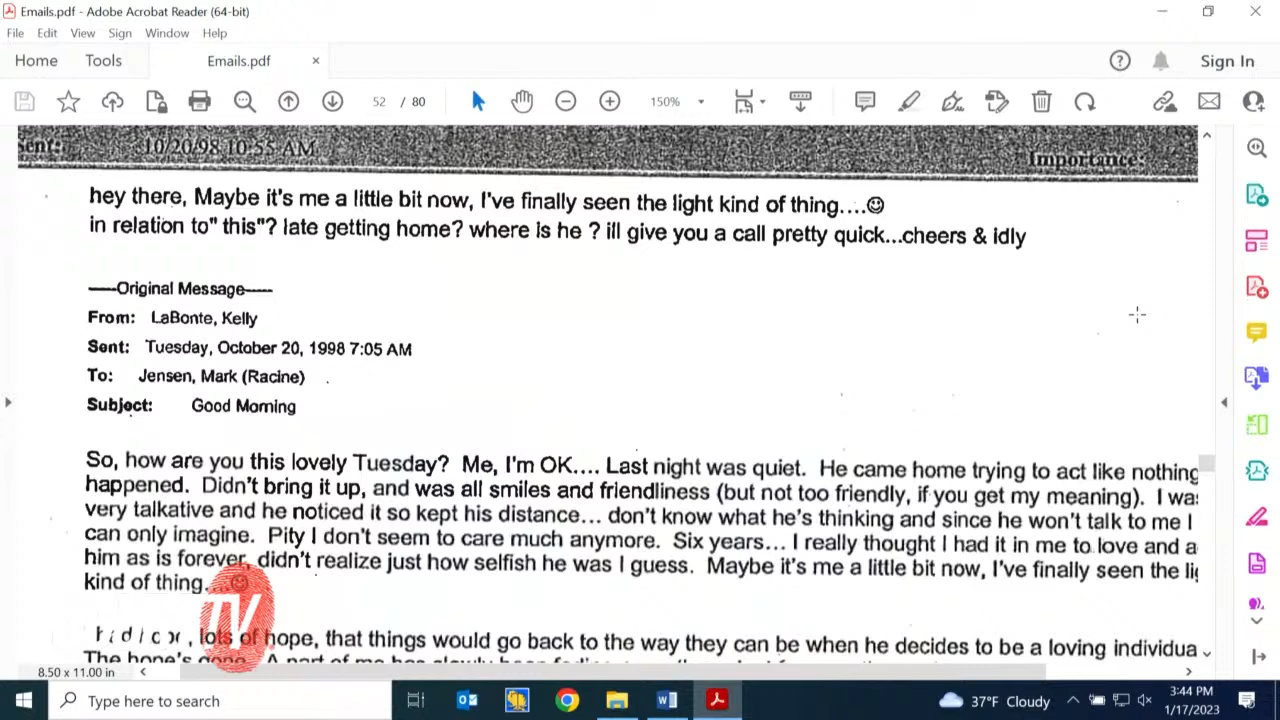 Emails.pdf - Adobe Acrobat Reader (64-bit)
File Edit View Sign Window Help
Home Tools Emails.pdf × Sign In
52 / 80 150%
Sent: 10/20/98 10:55 AM
Importance:
hey there, Maybe it's me a little bit now, I've finally seen the light kind of thing....☺
in relation to" this"? late getting home? where is he ? ill give you a call pretty quick...cheers & idly
-----Original Message-----
From: LaBonte, Kelly
Sent: Tuesday, October 20, 1998 7:05 AM
To: Jensen, Mark (Racine)
Subject: Good Morning
So, how are you this lovely Tuesday? Me, I'm OK.... Last night was quiet. He came home trying to act like nothing
happened. Didn't bring it up, and was all smiles and friendliness (but not too friendly, if you get my meaning). I
very talkative and he noticed it so kept his distance... don't know what he's thinking and since he won't talk to me I
can only imagine. Pity I don't seem to care much anymore. Six years... I really thought I had it in me to love and
him as is forever, didn't realize just how selfish he was I guess. Maybe it's me a little bit now, I've finally seen the
kind of thing. ☺
TV
lots of hope, that things would go back to the way they can be when he decides to be a loving
8.50 x 11.00 in
Type here to search
37°F Cloudy
3:44 PM
1/17/2023